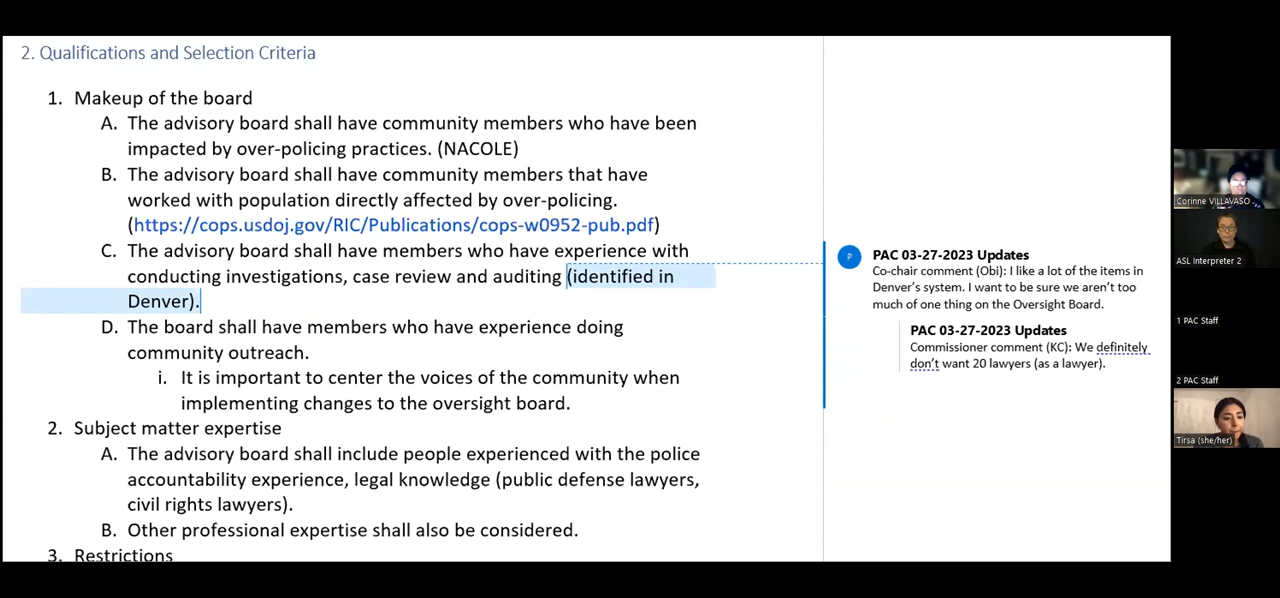 2. Qualifications and Selection Criteria
1. Makeup of the board
A. The advisory board shall have community members who have been
impacted by over-policing practices. (NACOLE)
B. The advisory board shall have community members that have
worked with population directly affected by over-policing.
(https://cops.usdoj.gov/RIC/Publications/cops-w0952-pub.pdf)
C. The advisory board shall have members who have experience with
conducting investigations, case review and auditing (identified in
Denver).
D. The board shall have members who have experience doing
community outreach.
i. It is important to center the voices of the community when
implementing changes to the oversight board.
2. Subject matter expertise
A. The advisory board shall include people experienced with the police
accountability experience, legal knowledge (public defense lawyers,
civil rights lawyers).
B. Other professional expertise shall also be considered.
3. Restrictions
P
PAC 03-27-2023 Updates
Co-chair comment (Obi): I like a lot of the items in
Denver's system. I want to be sure we aren't too
much of one thing on the Oversight Board.
PAC 03-27-2023 Updates
Commissioner comment (KC): We definitely
don't want 20 lawyers (as a lawyer).
Corinne VILLAVASO
ASL Interpreter 2
1 PAC Staff
2 PAC Staff
Tirsa (she/her)